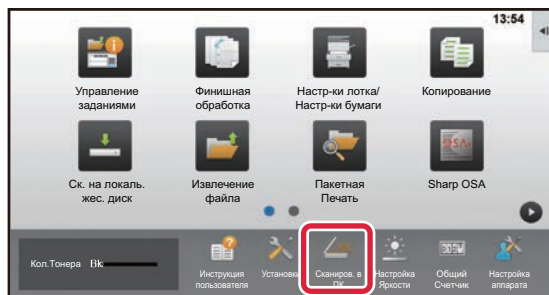 13:54
Управление
заданиями
Финишная
обработка
Настр-ки лотка/
Настр-ки бумаги
Копирование
Ск. на локаль.
жес. диск
Извлечение
файла
Пакетная
Печать
Sharp OSA
Кол.Тонера Bk
Инструкция
пользователя
Установки
Сканиров. в
ПК
Настройка
Яркости
Общий
Счетчик
Настройка
аппарата